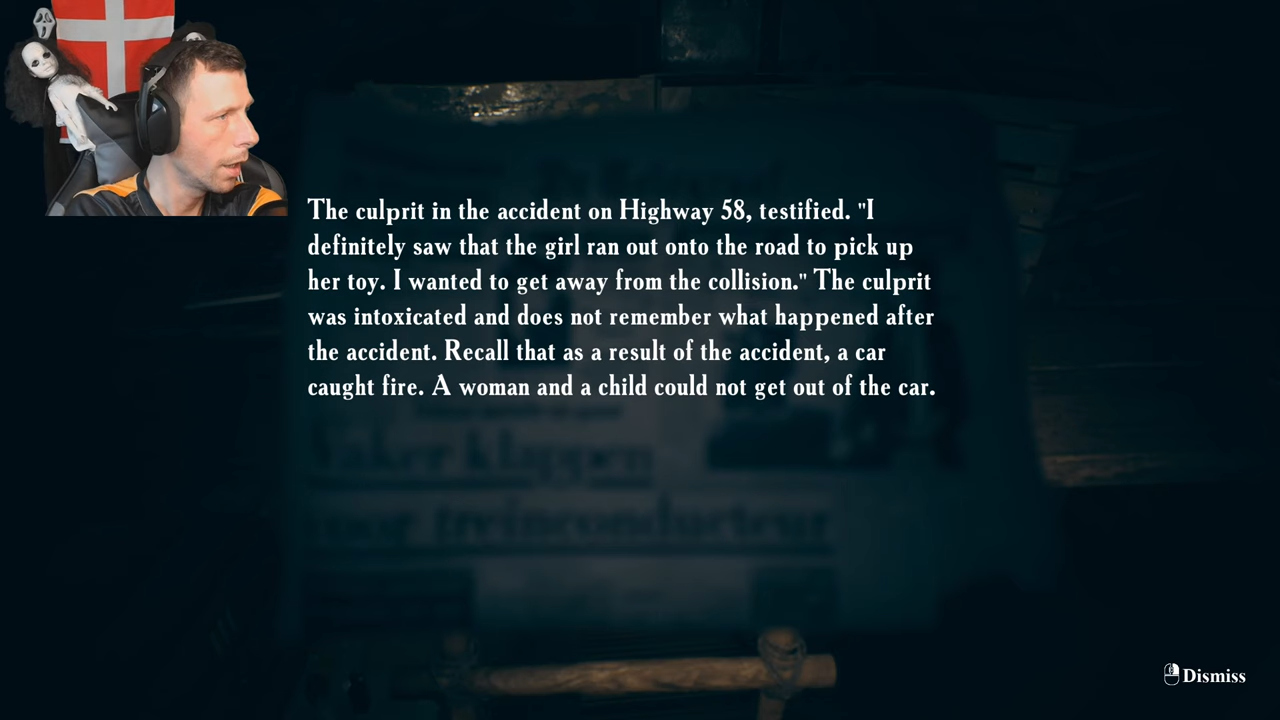 The culprit in the accident on Highway 58, testified. "I
definitely saw that the girl ran out onto the road to pick up
her toy. I wanted to get away from the collision." The culprit
was intoxicated and does not remember what happened after
the accident. Recall that as a result of the accident, a car
caught fire. A woman and a child could not get out of the car.
klappen
treinconducteur
Dismiss